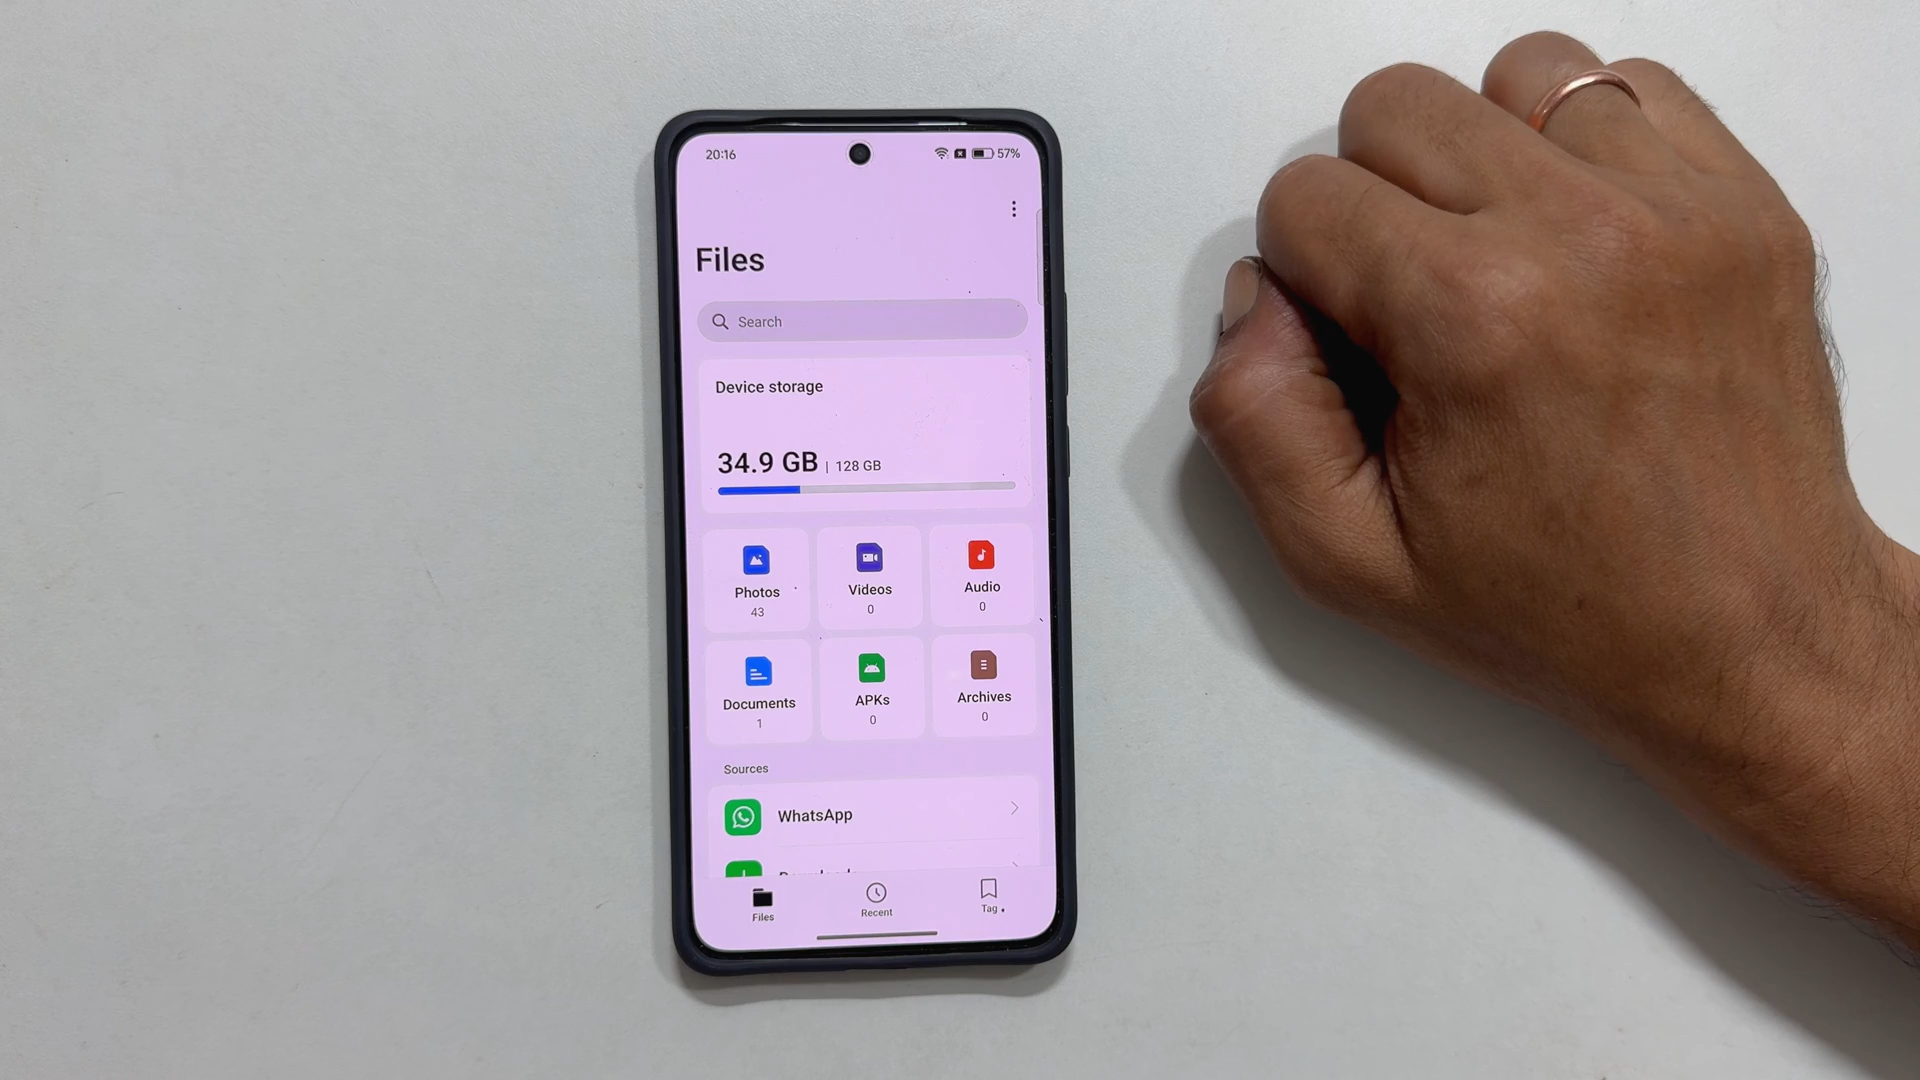 20:16 57%
Files
Search
Device storage
34.9 GB | 128 GB
Photos Videos Audio
43 0 0
Documents APKs Archives
1 0 0
Sources
WhatsApp
Files Recent Tag